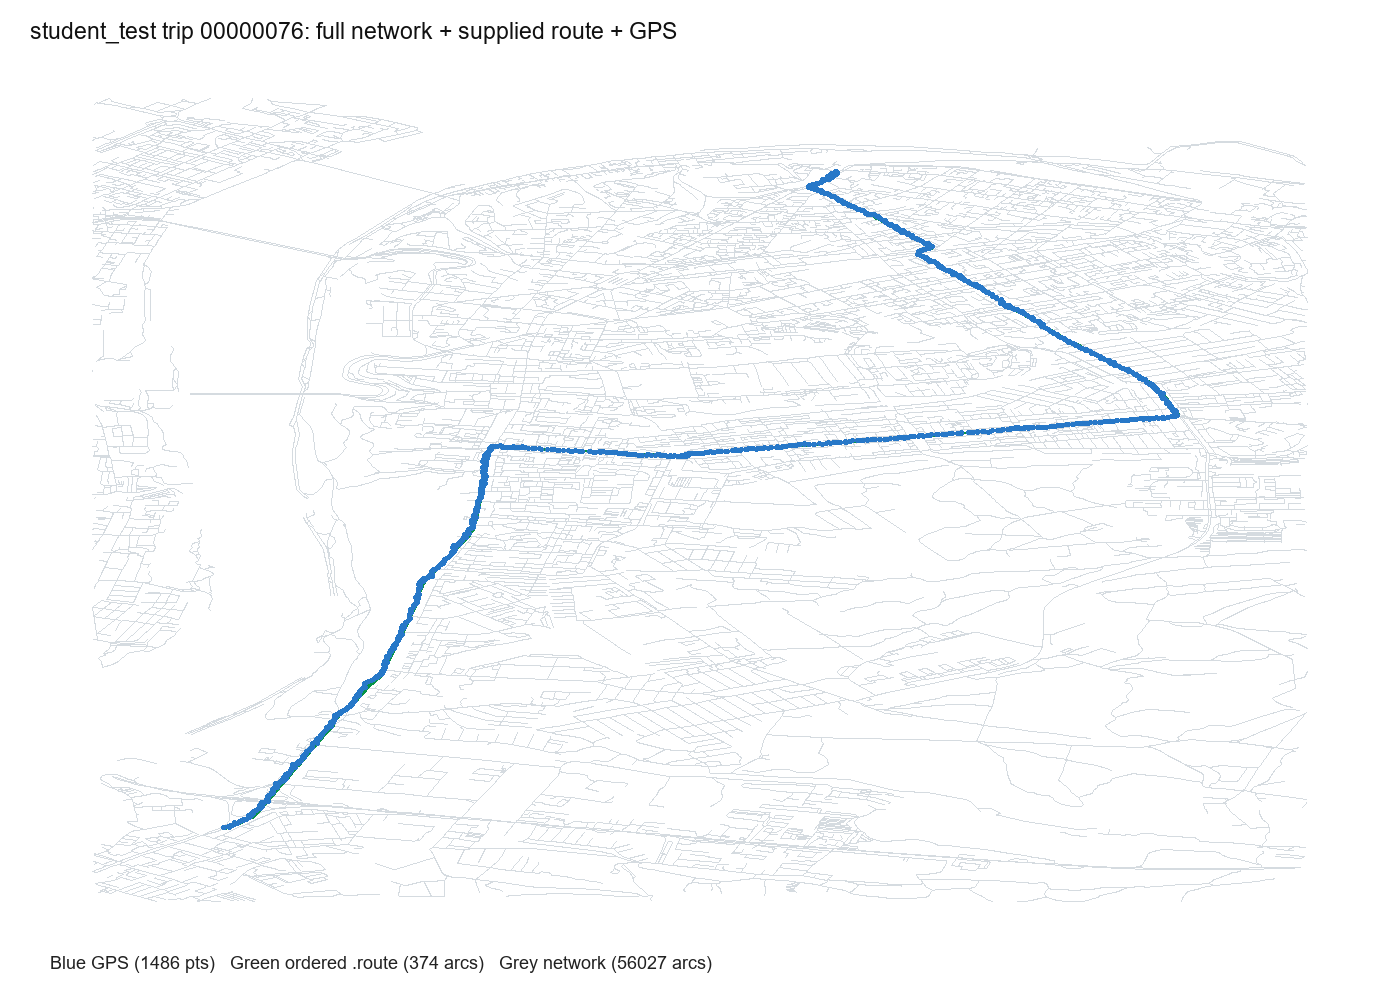 student_test trip 00000076: full network + supplied route + GPS
Blue GPS (1486 pts)   Green ordered .route (374 arcs)   Grey network (56027 arcs)